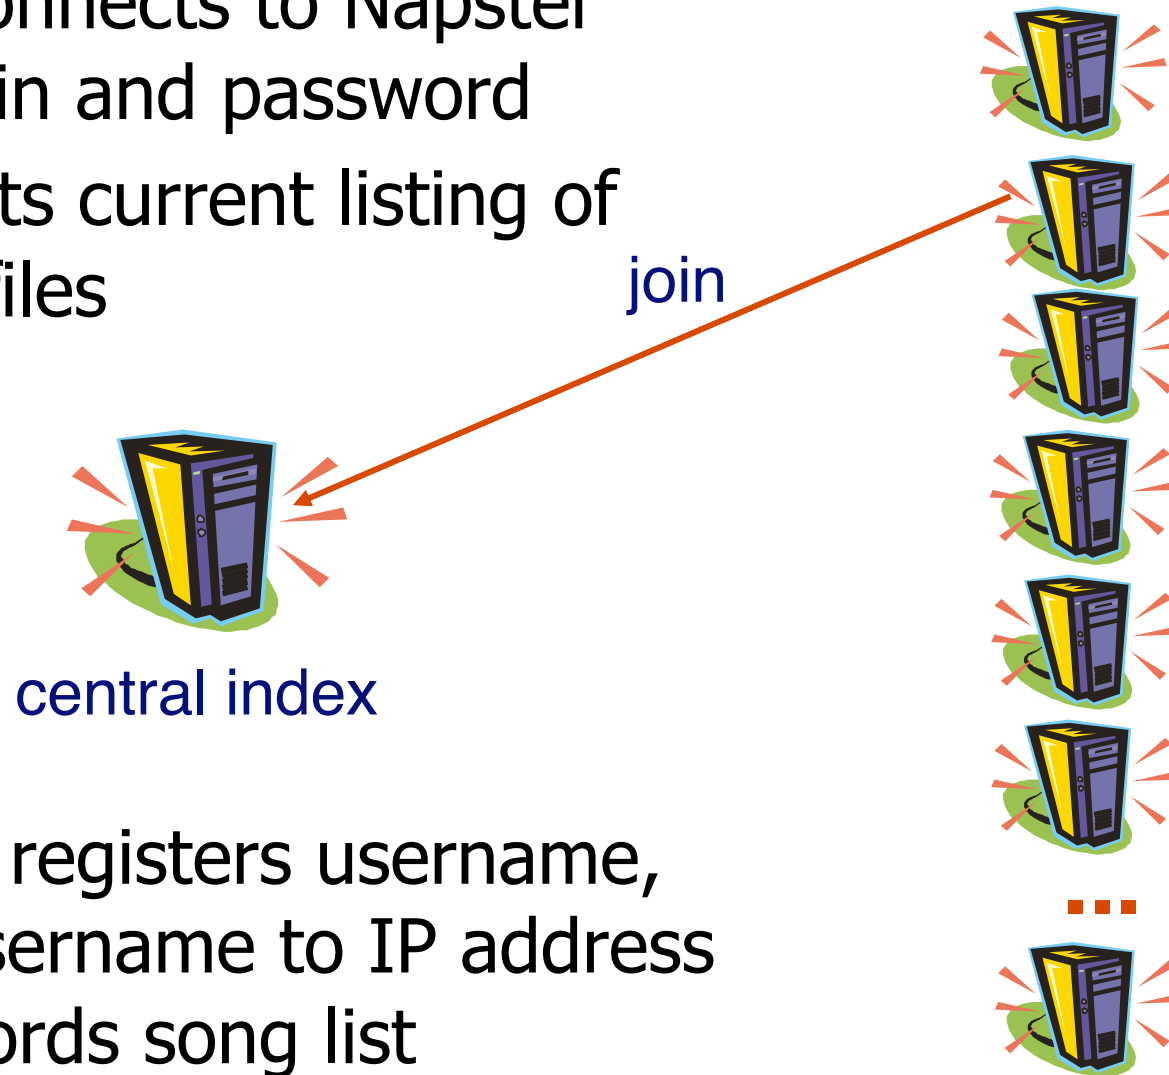 onnects to Napster
in and password
ts current listing of
files
join
central index
registers username,
sername to IP address
ords song list